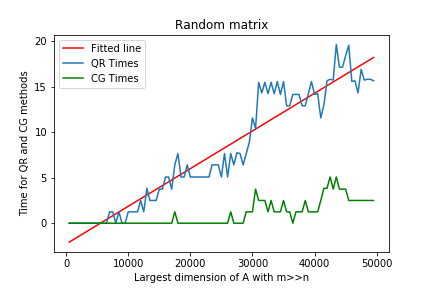 Random matrix
Fitted line
QR Times
CG Times
Time for QR and CG methods
20
15
10
5
0
0
10000
20000
30000
40000
50000
Largest dimension of A with m>>n